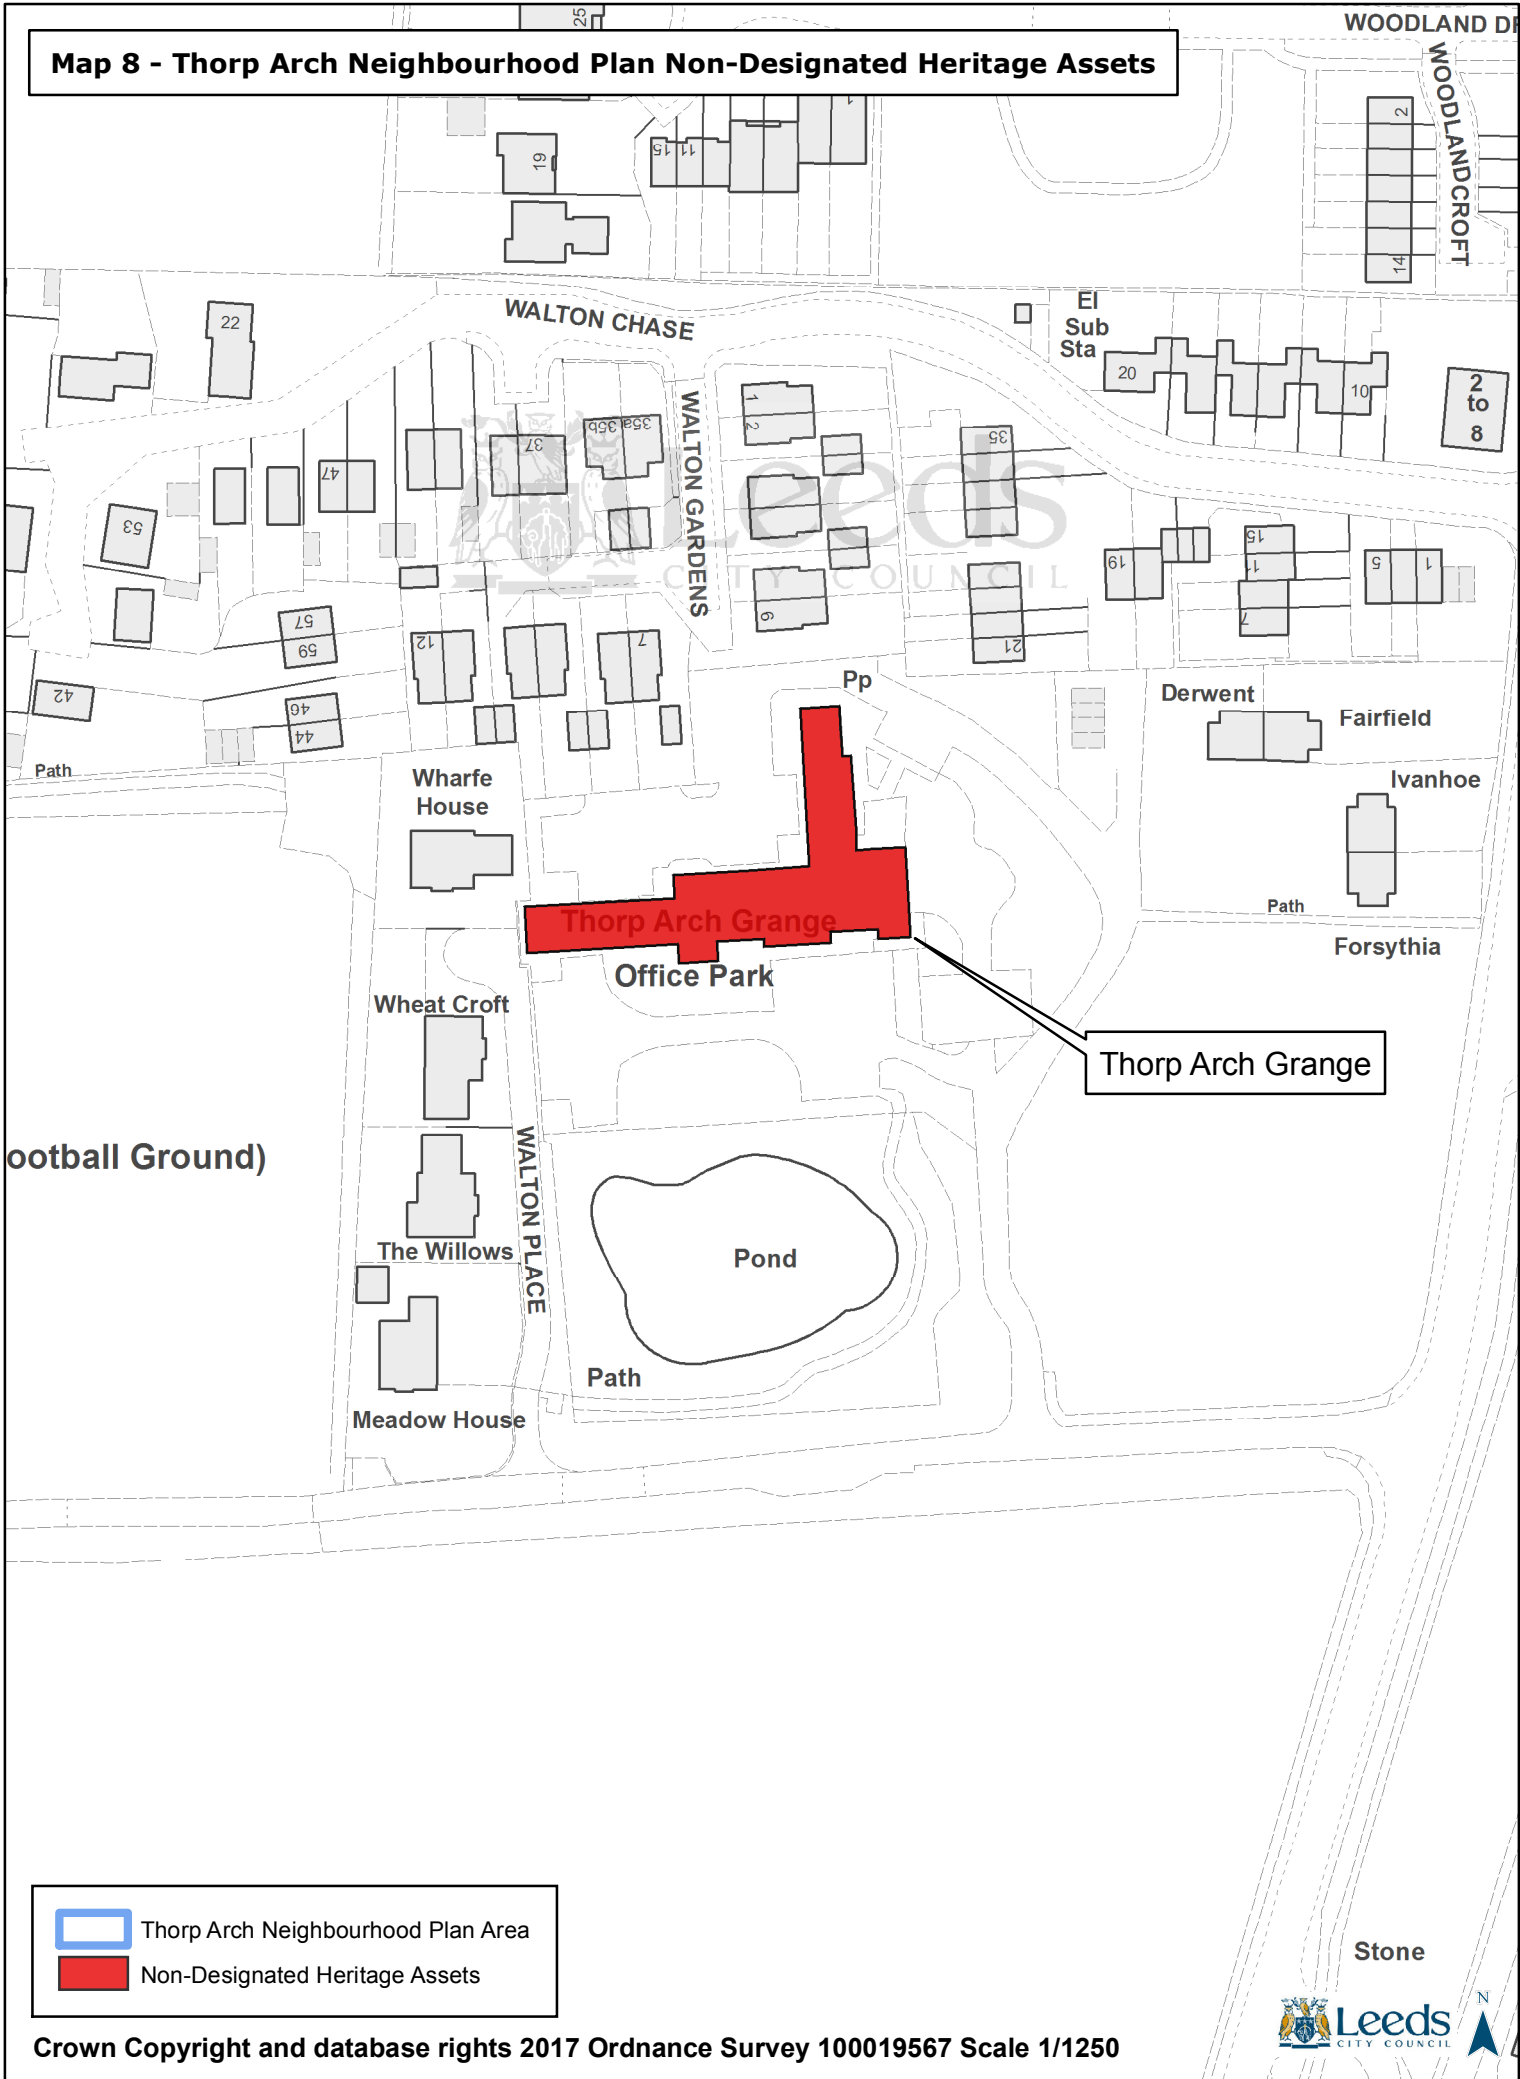 25
WOODLAND DR
Map 8 - Thorp Arch Neighbourhood Plan Non-Designated Heritage Assets
WOODLAND CROFT
1
2
19
15
11
14
WALTON CHASE
El
Sub
Sta
22
20
10
2
to
8
1
2
WALTON GARDENS
35b
35a
37
35
47
Leeds
CITY COUNCIL
53
15
11
7
19
5
1
6
57
59
12
7
21
42
46
44
Pp
Derwent
Fairfield
Path
Wharfe
House
Ivanhoe
Path
Thorp Arch Grange
Office Park
Forsythia
Wheat Croft
Thorp Arch Grange
ootball Ground)
WALTON PLACE
The Willows
Pond
Path
Meadow House
Thorp Arch Neighbourhood Plan Area
Non-Designated Heritage Assets
Stone
Leeds
CITY COUNCIL
N
Crown Copyright and database rights 2017 Ordnance Survey 100019567 Scale 1/1250